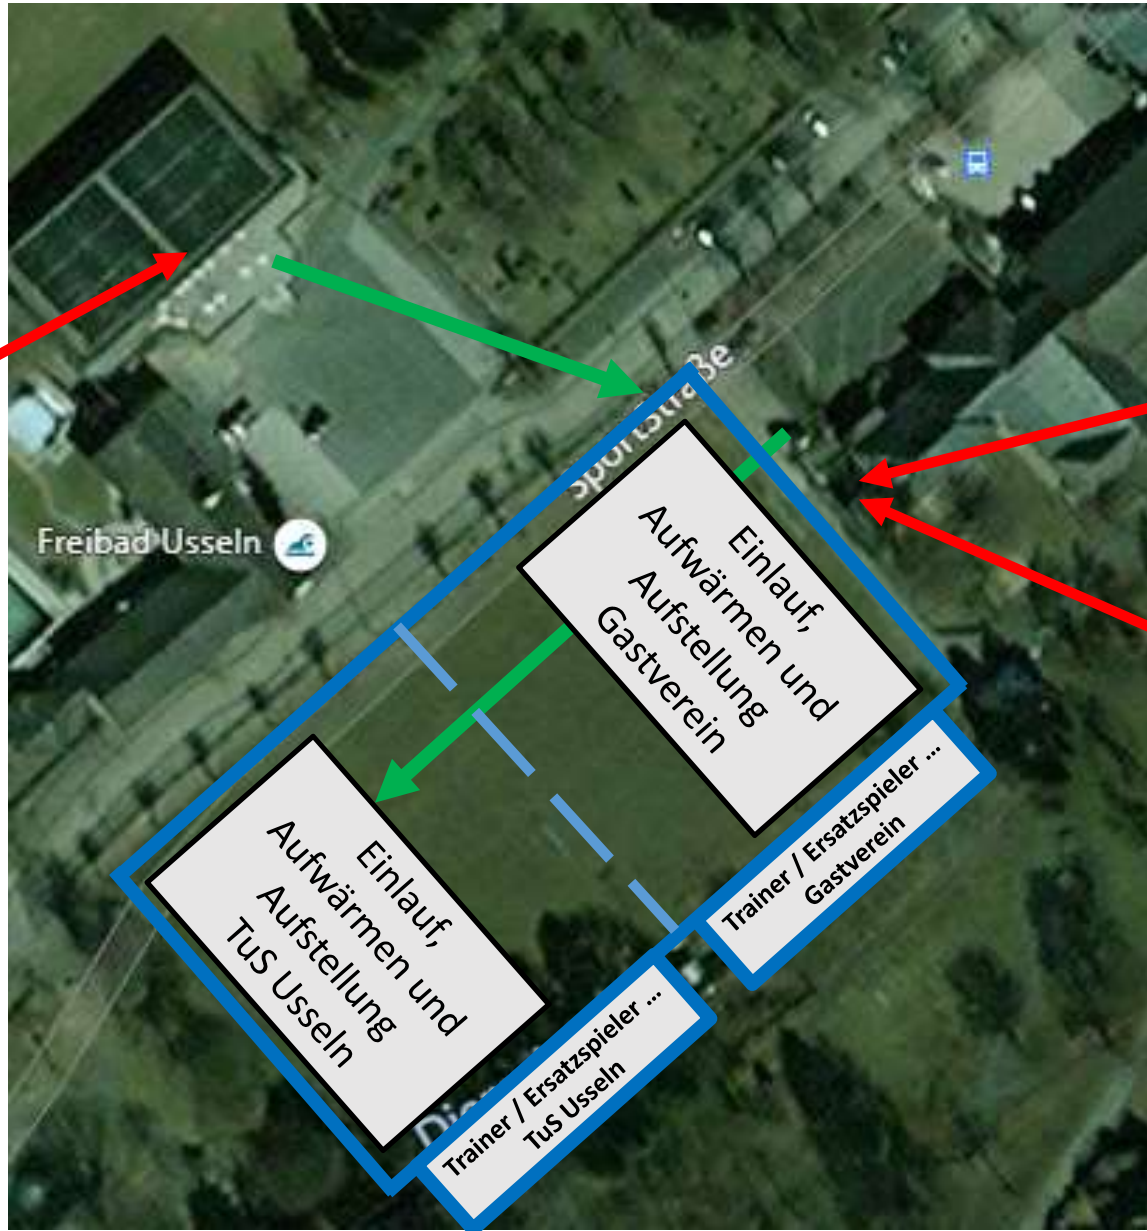 sportstraße
Freibad Usseln
Einlauf,
Aufwärmen und
Aufstellung
Gastverein
Trainer / Ersatzspieler ...
Gastverein
Einlauf,
Aufwärmen und
Aufstellung
TuS Usseln
Trainer / Ersatzspieler ...
TuS Usseln